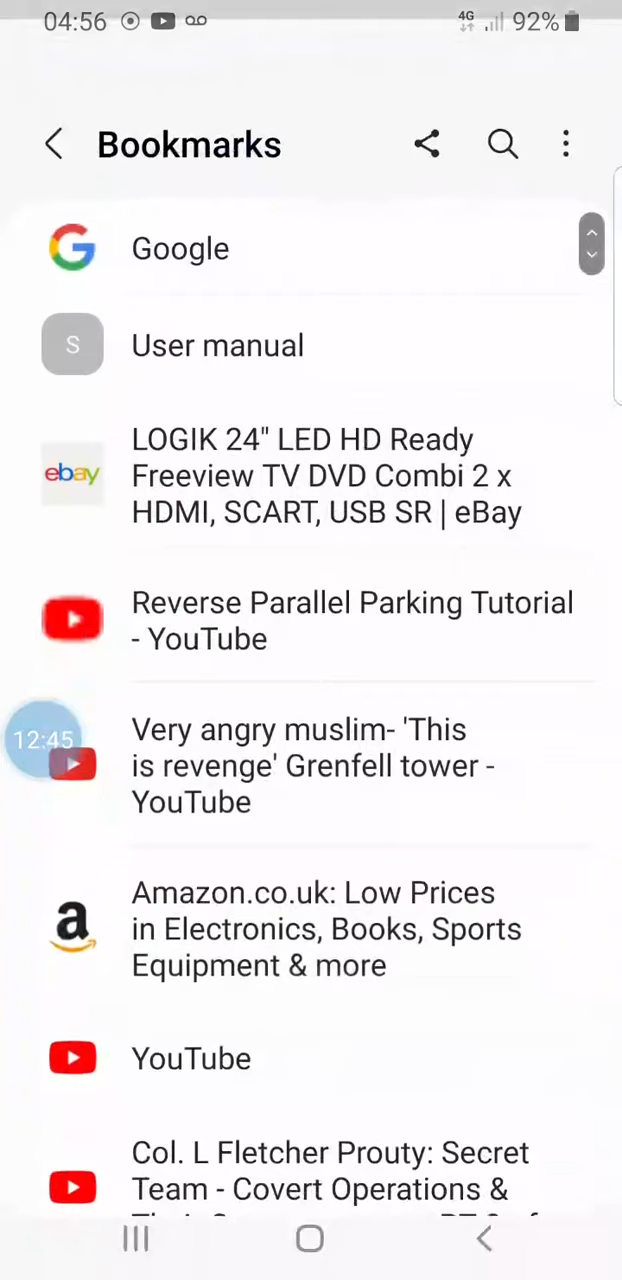 04:56
4G
92%
Bookmarks
Google
S
User manual
ebay
LOGIK 24" LED HD Ready
Freeview TV DVD Combi 2 x
HDMI, SCART, USB SR | eBay
Reverse Parallel Parking Tutorial
- YouTube
12:45
Very angry muslim- 'This
is revenge' Grenfell tower -
YouTube
a
Amazon.co.uk: Low Prices
in Electronics, Books, Sports
Equipment & more
YouTube
Col. L Fletcher Prouty: Secret
Team - Covert Operations &